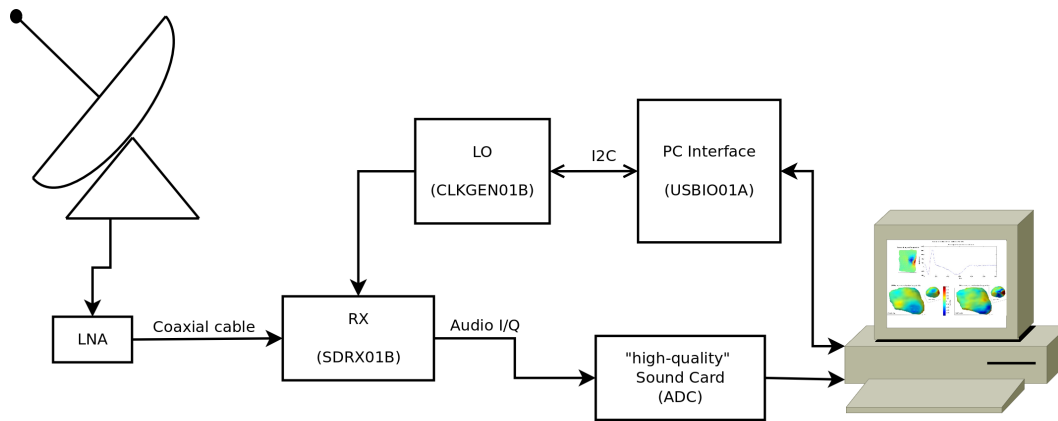 LO
(CLKGEN01B)
I2C
PC Interface
(USBIO01A)
LNA
Coaxial cable
RX
(SDRX01B)
Audio I/Q
"high-quality"
Sound Card
(ADC)